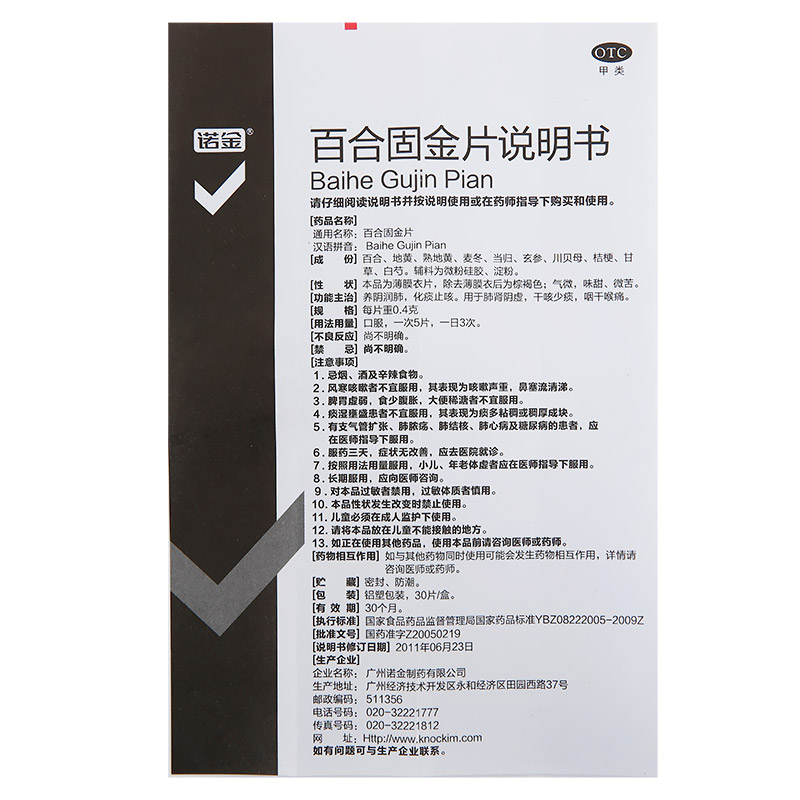 OTC
甲 类
诺金®
百合固金片说明书
Baihe Gujin Pian
请仔细阅读说明书并按说明使用或在药师指导下购买和使用。
[药品名称]
通用名称：百合固金片
汉语拼音：Baihe Gujin Pian
[成 份] 百合、地黄、熟地黄、麦冬、当归、玄参、川贝母、桔梗、甘
草、白芍。辅料为微粉硅胶、淀粉。
[性 状] 本品为薄膜衣片，除去薄膜衣后为棕褐色；气微，味甜、微苦。
[功能主治] 养阴润肺，化痰止咳。用于肺肾阴虚，干咳少痰，咽干喉痛。
[规 格] 每片重0.4克
[用法用量] 口服，一次5片，一日3次。
[不良反应] 尚不明确。
[禁 忌] 尚不明确。
[注意事项]
1. 忌烟、酒及辛辣食物。
2. 风寒咳嗽者不宜服用，其表现为咳嗽声重，鼻塞流清涕。
3. 脾胃虚弱，食少腹胀，大便稀溏者不宜服用。
4. 痰湿壅盛患者不宜服用，其表现为痰多粘稠或稠厚成块。
5. 有支气管扩张、肺脓疡、肺结核、肺心病及糖尿病的患者，应
在医师指导下服用。
6. 服药三天，症状无改善，应去医院就诊。
7. 按照用法用量服用，小儿、年老体虚者应在医师指导下服用。
8. 长期服用，应向医师咨询。
9. 对本品过敏者禁用，过敏体质者慎用。
10. 本品性状发生改变时禁止使用。
11. 儿童必须在成人监护下使用。
12. 请将本品放在儿童不能接触的地方。
13. 如正在使用其他药品，使用本品前请咨询医师或药师。
[药物相互作用] 如与其他药物同时使用可能会发生药物相互作用，详情请
咨询医师或药师。
[贮 藏] 密封、防潮。
[包 装] 铝塑包装，30片/盒。
[有 效 期] 30个月。
[执行标准] 国家食品药品监督管理局国家药品标准YBZ08222005-2009Z
[批准文号] 国药准字Z20050219
[说明书修订日期] 2011年06月23日
[生产企业]
企业名称：广州诺金制药有限公司
生产地址：广州经济技术开发区永和经济区田园西路37号
邮政编码：511356
电话号码：020-32221777
传真号码：020-32221812
网 址：Http://www.knockim.com
如有问题可与生产企业联系。